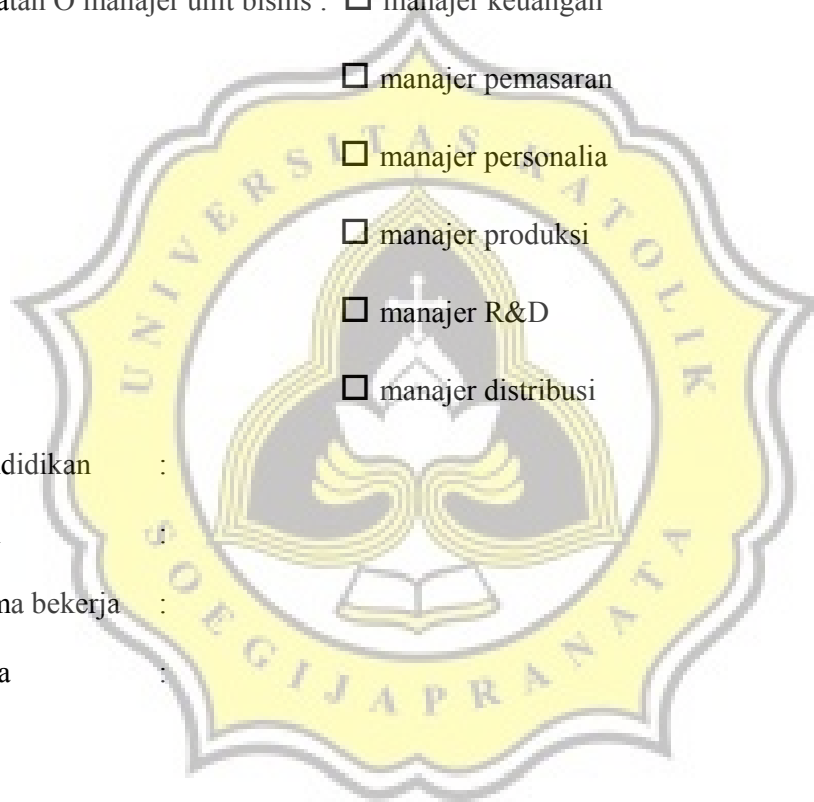 atan O manajer unit bisnis : ☐ manajer keuangan
☐ manajer pemasaran
☐ manajer personalia
☐ manajer produksi
☐ manajer R&D
☐ manajer distribusi
didikan :
:
na bekerja :
a :
UNIVERSITAS KATOLIK
SOEGIJAPRANATA